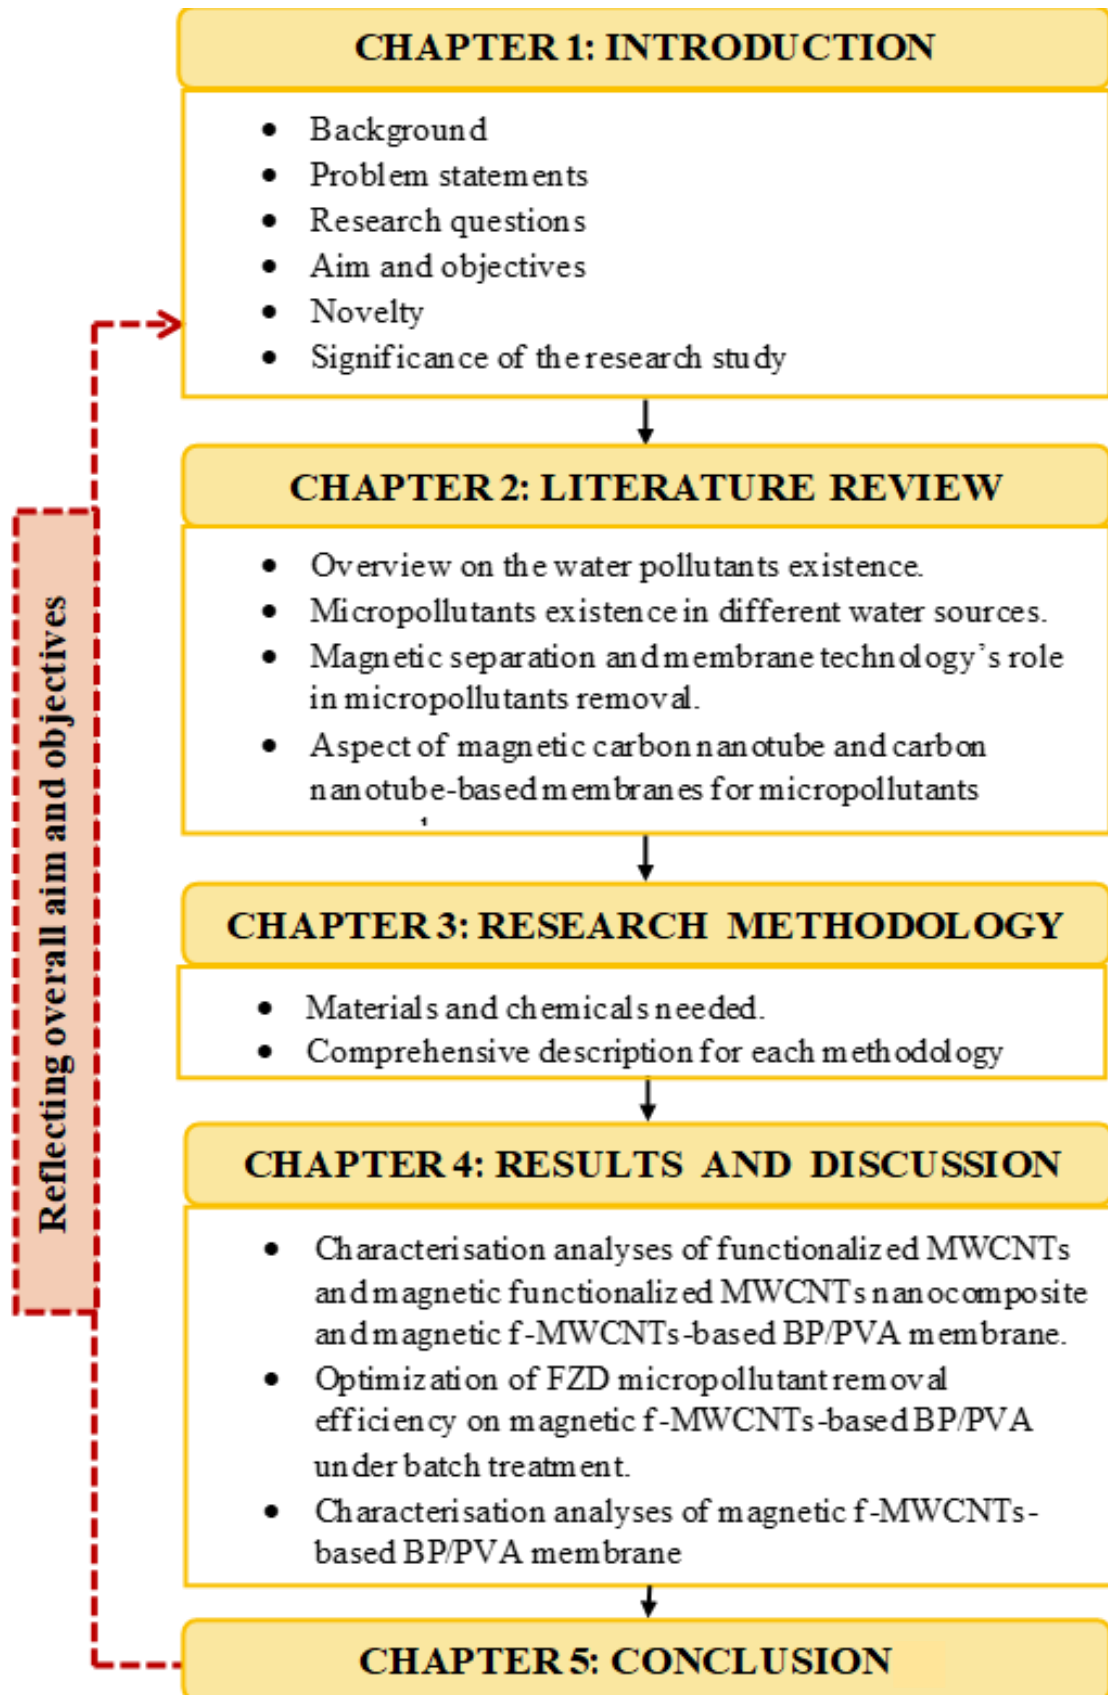 CHAPTER 1: INTRODUCTION
• Background
• Problem statements
• Research questions
• Aim and objectives
• Novelty
• Significance of the research study
CHAPTER 2: LITERATURE REVIEW
• Overview on the water pollutants existence.
• Micropollutants existence in different water sources.
• Magnetic separation and membrane technology’s role
in micropollutants removal.
• Aspect of magnetic carbon nanotube and carbon
nanotube-based membranes for micropollutants
Reflecting overall aim and objectives
CHAPTER 3: RESEARCH METHODOLOGY
• Materials and chemicals needed.
• Comprehensive description for each methodology
CHAPTER 4: RESULTS AND DISCUSSION
• Characterisation analyses of functionalized MWCNTs
and magnetic functionalized MWCNTs nanocomposite
and magnetic f-MWCNTs-based BP/PVA membrane.
• Optimization of FZD micropollutant removal
efficiency on magnetic f-MWCNTs-based BP/PVA
under batch treatment.
• Characterisation analyses of magnetic f-MWCNTs-
based BP/PVA membrane
CHAPTER 5: CONCLUSION